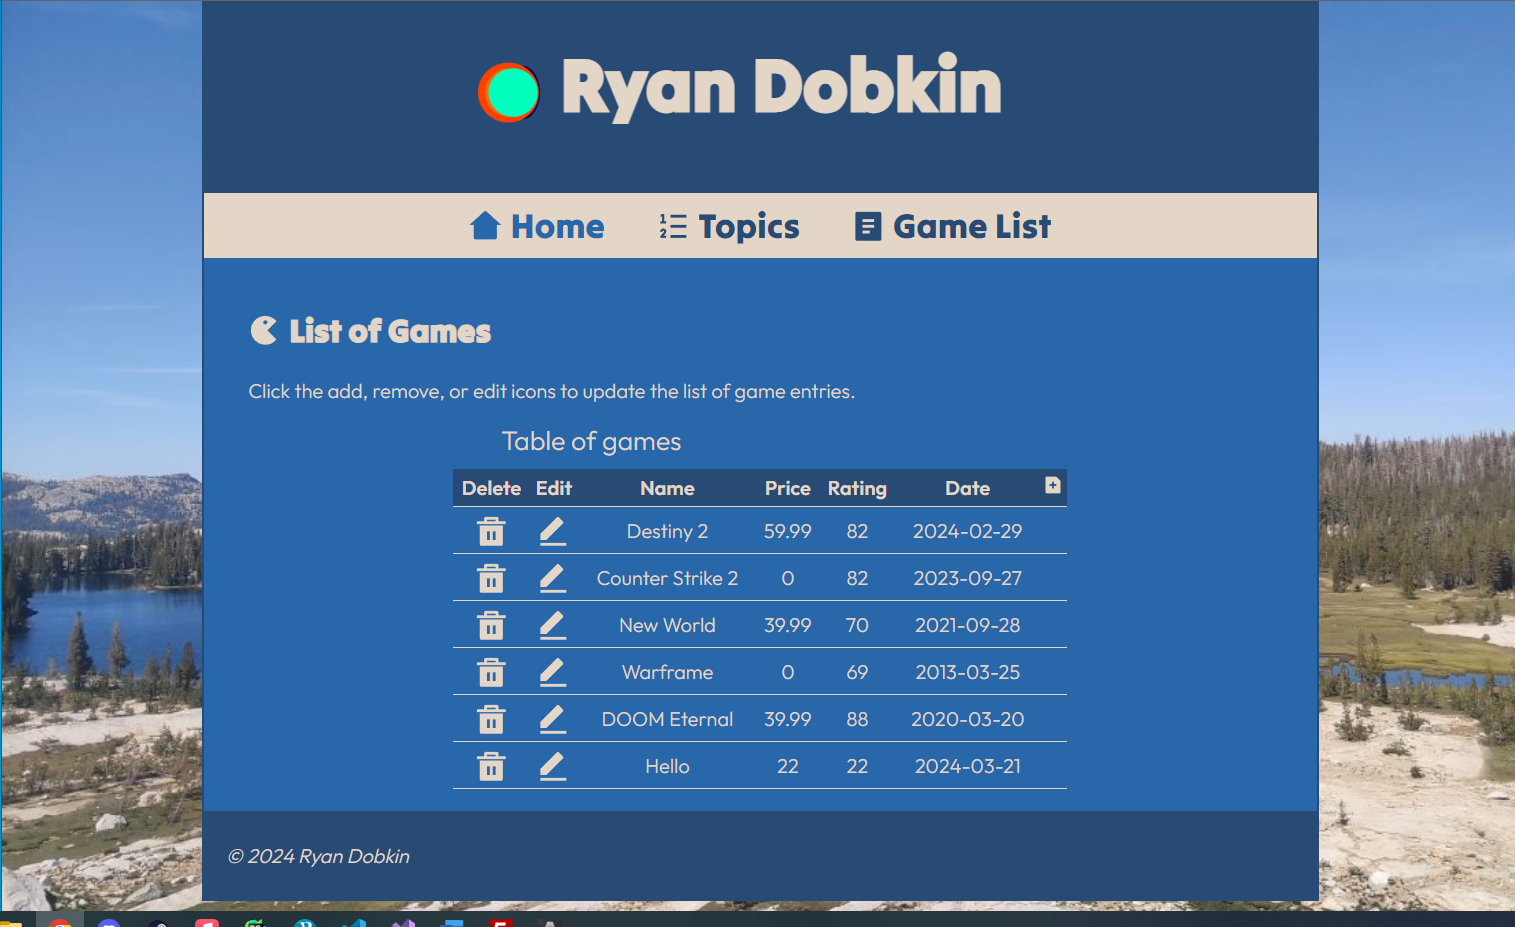 Ryan Dobkin
Home Topics Game List
List of Games
Click the add, remove, or edit icons to update the list of game entries.
Table of games
Delete Edit Name Price Rating Date
Destiny 2 59.99 82 2024-02-29
Counter Strike 2 0 82 2023-09-27
New World 39.99 70 2021-09-28
Warframe 0 69 2013-03-25
DOOM Eternal 39.99 88 2020-03-20
Hello 22 22 2024-03-21
© 2024 Ryan Dobkin